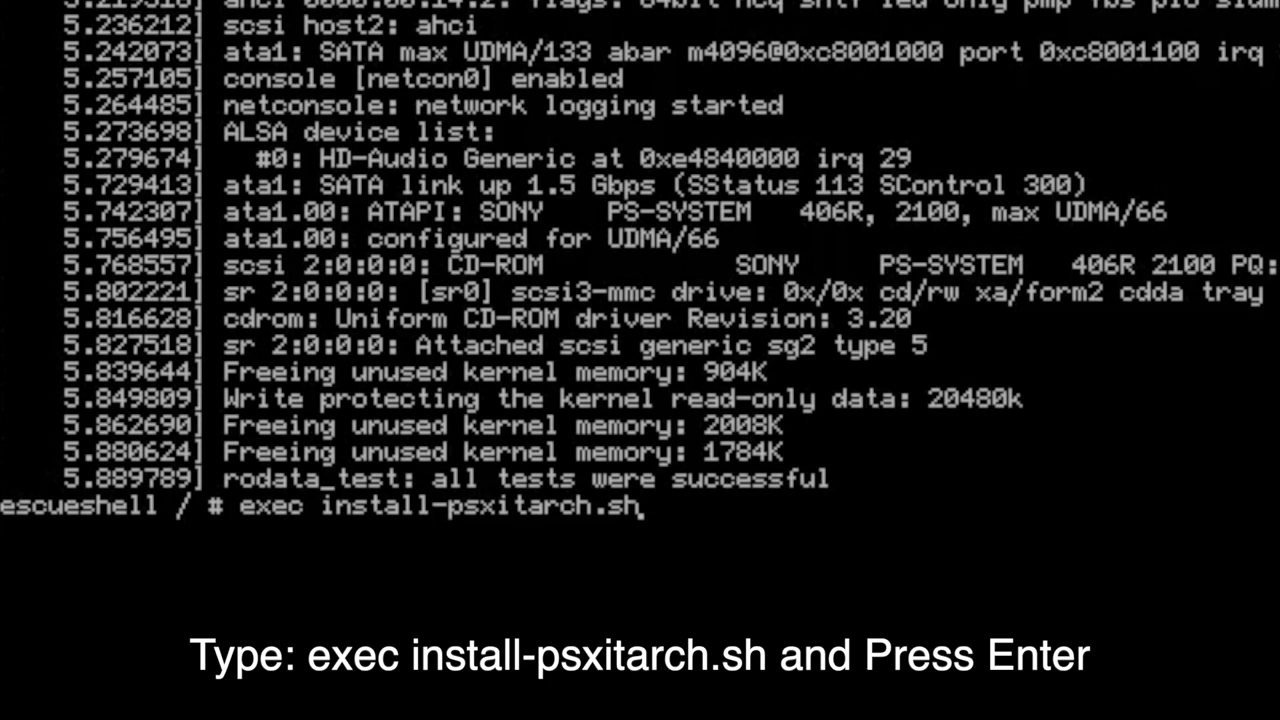 5.236212] scsi host2: ahci
5.242073] ata1: SATA max UDMA/133 abar m4096@0xc8001000 port 0xc8001100 irq
5.257105] console [netcon0] enabled
5.264485] netconsole: network logging started
5.273698] ALSA device list:
5.279674]   #0: HD-Audio Generic at 0xe4840000 irq 29
5.729413] ata1: SATA link up 1.5 Gbps (SStatus 113 SControl 300)
5.742307] ata1.00: ATAPI: SONY    PS-SYSTEM   406R, 2100, max UDMA/66
5.756495] ata1.00: configured for UDMA/66
5.768557] scsi 2:0:0:0: CD-ROM            SONY     PS-SYSTEM   406R 2100 PQ:
5.802221] sr 2:0:0:0: [sr0] scsi3-mmc drive: 0x/0x cd/rw xa/form2 cdda tray
5.816628] cdrom: Uniform CD-ROM driver Revision: 3.20
5.827518] sr 2:0:0:0: Attached scsi generic sg2 type 5
5.839644] Freeing unused kernel memory: 904K
5.849809] Write protecting the kernel read-only data: 20480k
5.862690] Freeing unused kernel memory: 2008K
5.880624] Freeing unused kernel memory: 1784K
5.889789] rodata_test: all tests were successful
escueshell / # exec install-psxitarch.sh
Type: exec install-psxitarch.sh and Press Enter